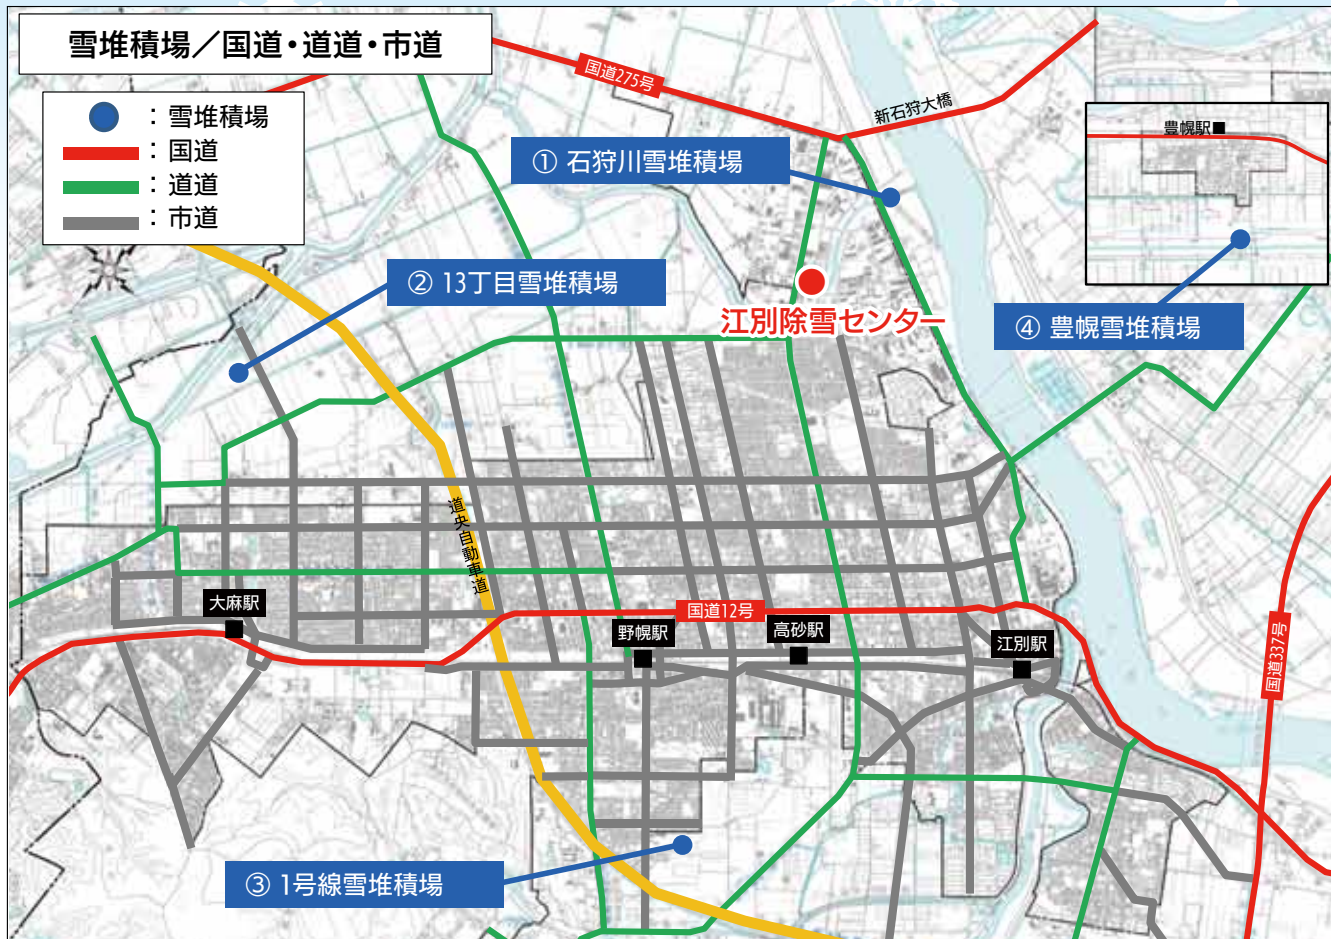 雪堆積場／国道・道道・市道
：雪堆積場
：国道
：道道
：市道
国道275号
新石狩大橋
豊幌駅
① 石狩川雪堆積場
② 13丁目雪堆積場
江別除雪センター
④ 豊幌雪堆積場
道央自動車道
大麻駅
国道12号
野幌駅
高砂駅
江別駅
国道337号
③ 1号線雪堆積場